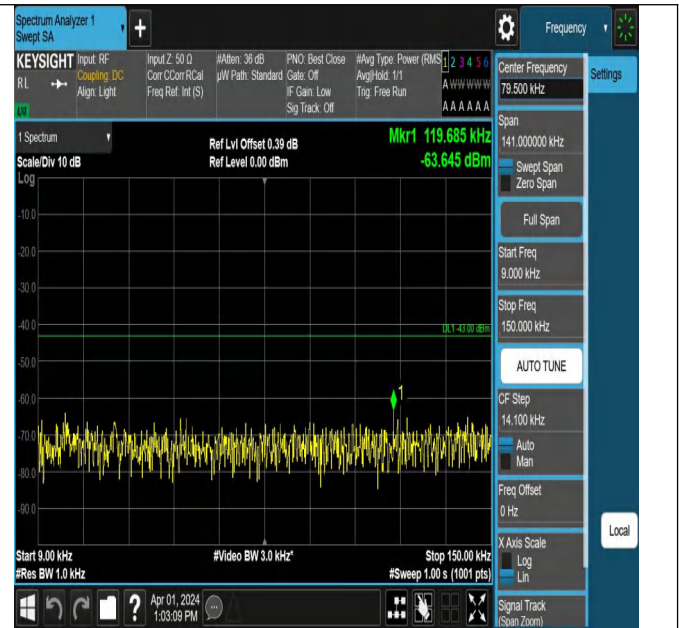 Spectrum Analyzer 1
Swept SA
+
Frequency
KEYSIGHT
RL
Input: RF
Coupling: DC
Align: Light
Input Z: 50 Ω
Corr CCorr RCal
Freq Ref: Int (S)
#Atten: 36 dB
µW Path: Standard
PNO: Best Close
Gate: Off
IF Gain: Low
Sig Track: Off
#Avg Type: Power (RMS
Avg|Hold: 1/1
Trig: Free Run
1 2 3 4 5 6
A W W W W W
A A A A A A
Center Frequency
79.500 kHz
Settings
Span
141.000000 kHz
Swept Span
Zero Span
Full Span
Start Freq
9.000 kHz
Stop Freq
150.000 kHz
AUTO TUNE
CF Step
14.100 kHz
Auto
Man
Freq Offset
0 Hz
X Axis Scale
Log
Lin
Signal Track
(Span Zoom)
Local
1 Spectrum
Scale/Div 10 dB
Log
Ref Lvl Offset 0.39 dB
Ref Level 0.00 dBm
Mkr1 119.685 kHz
-63.645 dBm
-10.0
-20.0
-30.0
-40.0
DL1 -43.00 dBm
-50.0
-60.0
1
-70.0
-80.0
-90.0
Start 9.00 kHz
#Res BW 1.0 kHz
#Video BW 3.0 kHz*
Stop 150.00 kHz
#Sweep 1.00 s (1001 pts)
?
Apr 01, 2024
1:03:09 PM